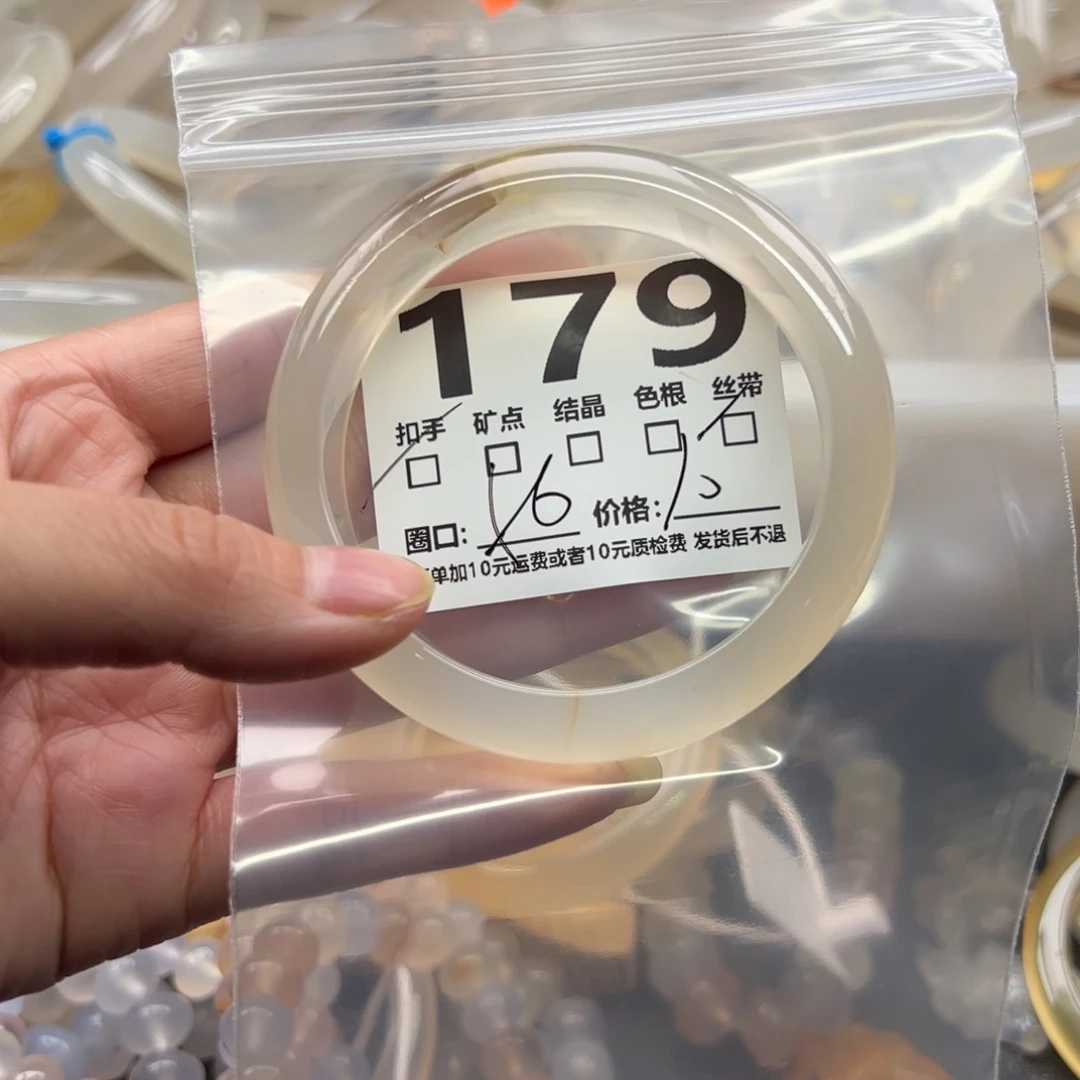 179
扣手 矿点 结晶 色根 丝带
圈口: 56 价格:
单加10元运费或者10元质检费 发货后不退